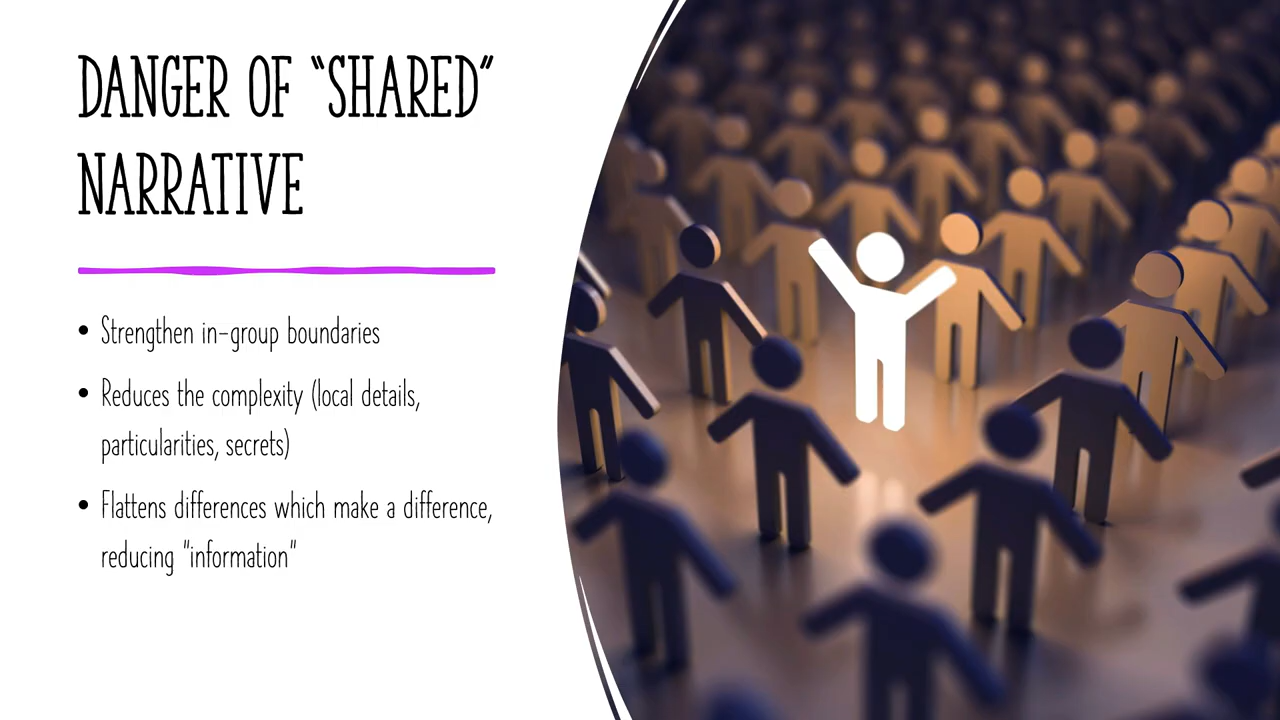 DANGER OF “SHARED”
NARRATIVE
• Strengthen in-group boundaries
• Reduces the complexity (local details,
particularities, secrets)
• Flattens differences which make a difference,
reducing "information"